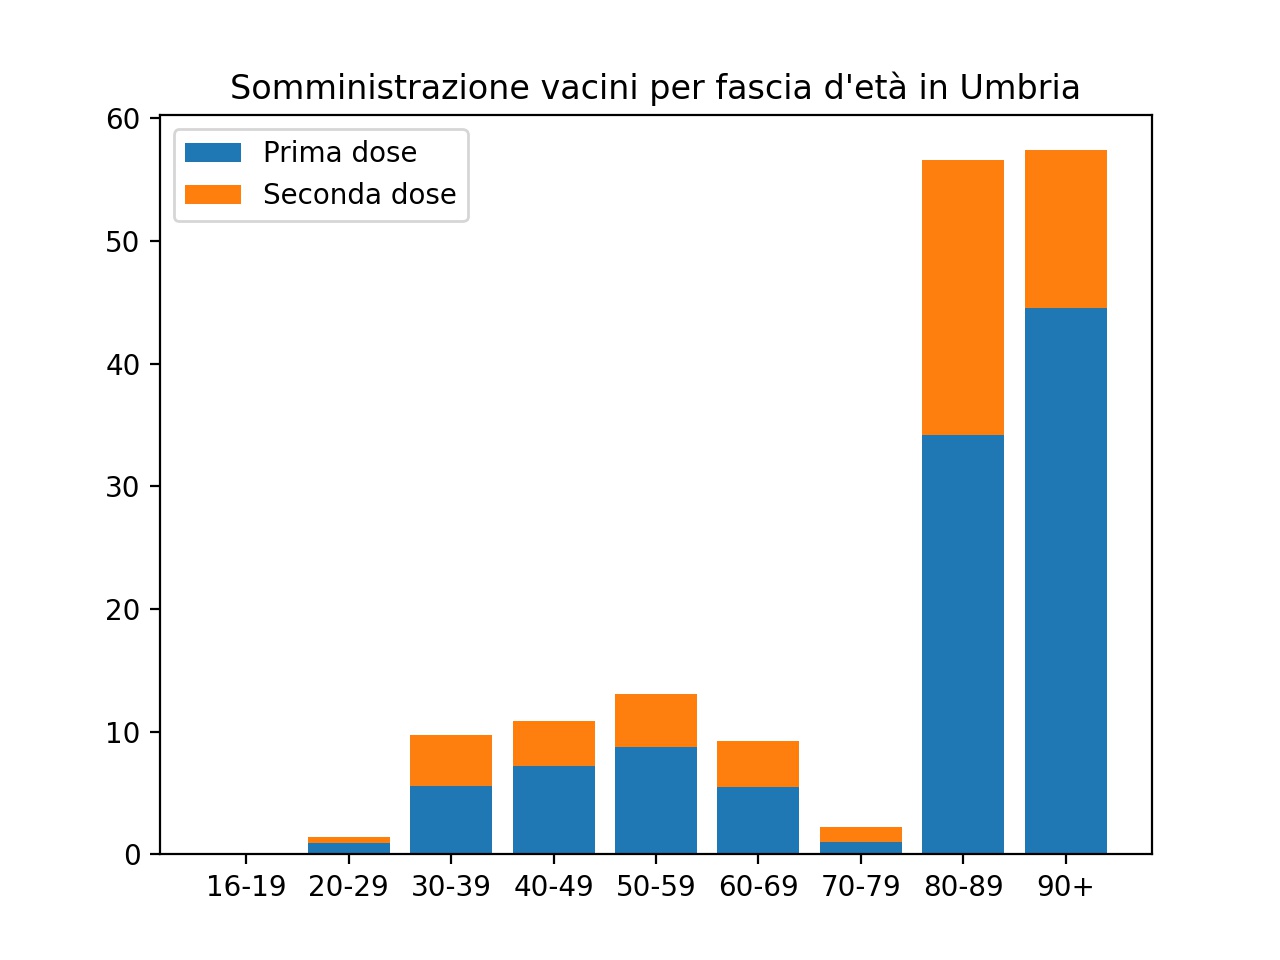 Somministrazione vacini per fascia d'età in Umbria
Prima dose
Seconda dose
60
50
40
30
20
10
0
16-19 20-29 30-39 40-49 50-59 60-69 70-79 80-89 90+